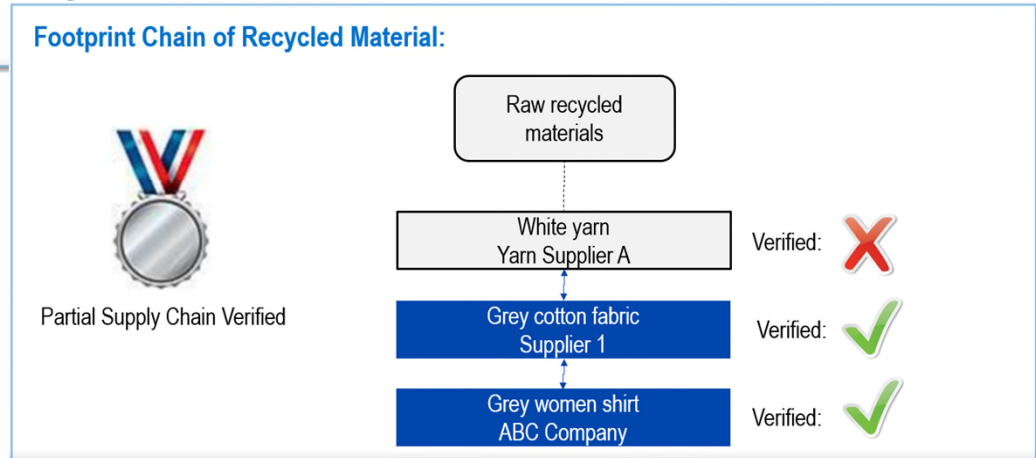 Footprint Chain of Recycled Material:
Raw recycled
materials
White yarn
Yarn Supplier A
Verified:
Partial Supply Chain Verified
Grey cotton fabric
Supplier 1
Verified:
Grey women shirt
ABC Company
Verified: